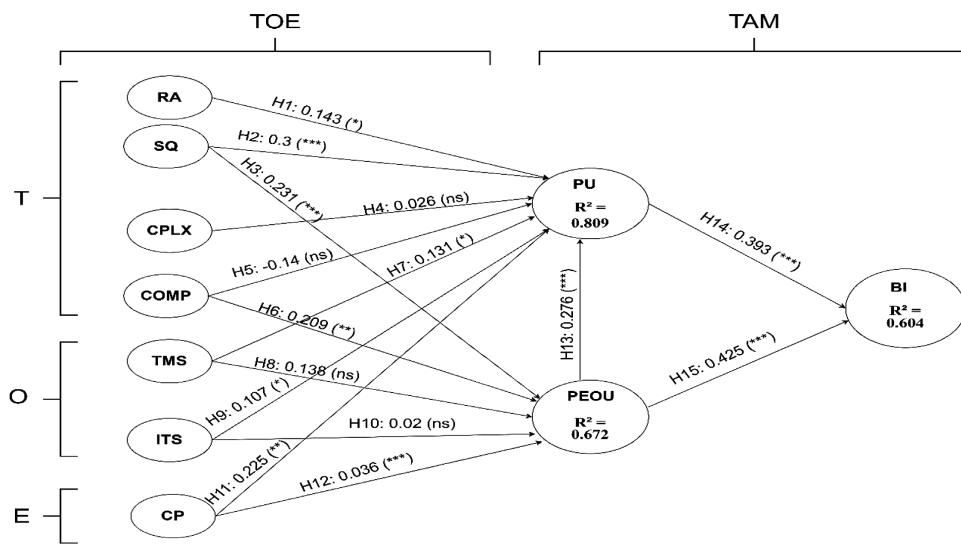 TOE
TAM
T
O
E
RA
SQ
CPLX
COMP
TMS
ITS
CP
H1: 0.143 (*)
H2: 0.3 (***)
H3: 0.231 (***)
H4: 0.026 (ns)
H5: -0.14 (ns)
H7: 0.131 (*)
H6: 0.209 (**)
H8: 0.138 (ns)
H9: 0.107 (*)
H10: 0.02 (ns)
H11: 0.225 (**)
H12: 0.036 (***)
PU
R² =
0.809
H13: 0.276 (***)
PEOU
R² =
0.672
H14: 0.393 (***)
H15: 0.425 (***)
BI
R² =
0.604